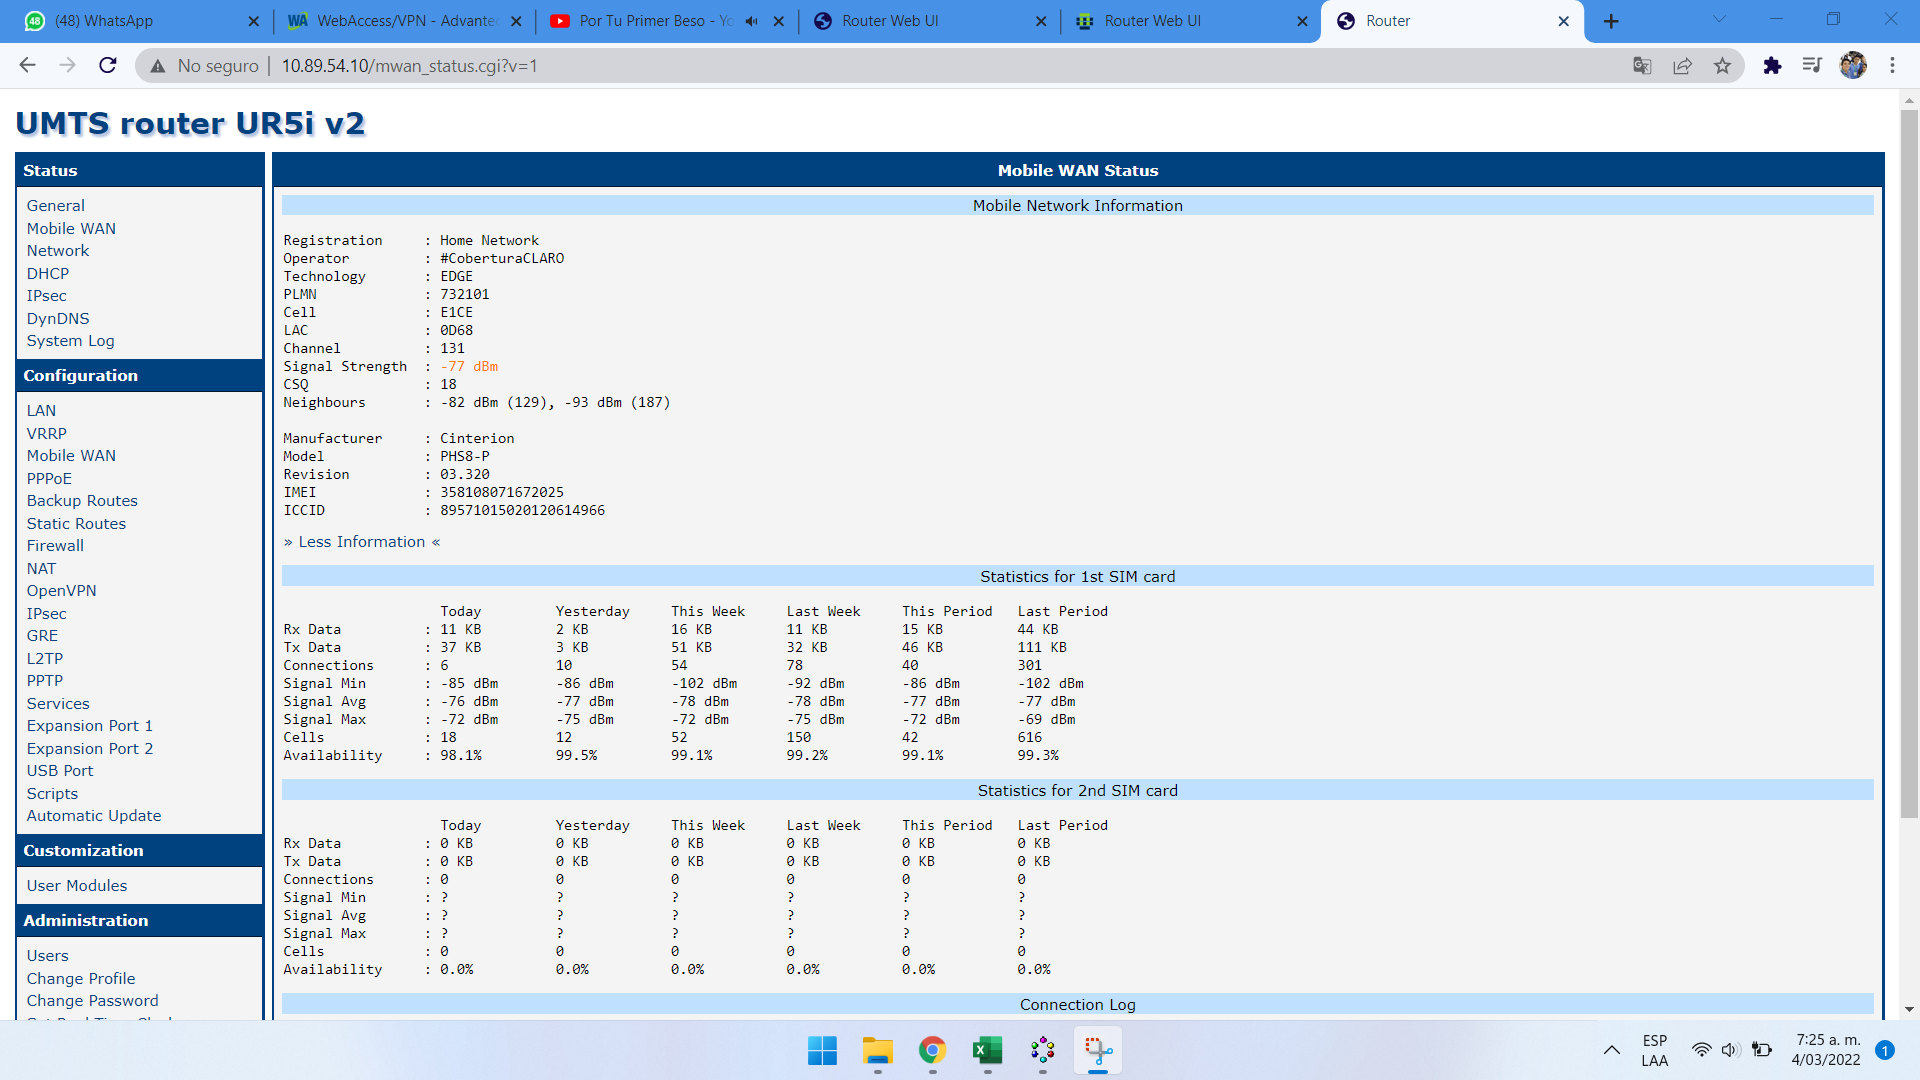 (48) WhatsApp
WebAccess/VPN - Advante
Por Tu Primer Beso - Yo
Router Web UI
Router Web UI
Router
No seguro | 10.89.54.10/mwan_status.cgi?v=1
UMTS router UR5i v2
Status
General
Mobile WAN
Network
DHCP
IPsec
DynDNS
System Log
Configuration
LAN
VRRP
Mobile WAN
PPPoE
Backup Routes
Static Routes
Firewall
NAT
OpenVPN
IPsec
GRE
L2TP
PPTP
Services
Expansion Port 1
Expansion Port 2
USB Port
Scripts
Automatic Update
Customization
User Modules
Administration
Users
Change Profile
Change Password
Mobile WAN Status
Mobile Network Information
Registration : Home Network
Operator : #CoberturaCLARO
Technology : EDGE
PLMN : 732101
Cell : E1CE
LAC : 0D68
Channel : 131
Signal Strength : -77 dBm
CSQ : 18
Neighbours : -82 dBm (129), -93 dBm (187)
Manufacturer : Cinterion
Model : PHS8-P
Revision : 03.320
IMEI : 358108071672025
ICCID : 89571015020120614966
» Less Information «
Statistics for 1st SIM card
Today Yesterday This Week Last Week This Period Last Period
Rx Data : 11 KB 2 KB 16 KB 11 KB 15 KB 44 KB
Tx Data : 37 KB 3 KB 51 KB 32 KB 46 KB 111 KB
Connections : 6 10 54 78 40 301
Signal Min : -85 dBm -86 dBm -102 dBm -92 dBm -86 dBm -102 dBm
Signal Avg : -76 dBm -77 dBm -78 dBm -78 dBm -77 dBm -77 dBm
Signal Max : -72 dBm -75 dBm -72 dBm -75 dBm -72 dBm -69 dBm
Cells : 18 12 52 150 42 616
Availability : 98.1% 99.5% 99.1% 99.2% 99.1% 99.3%
Statistics for 2nd SIM card
Today Yesterday This Week Last Week This Period Last Period
Rx Data : 0 KB 0 KB 0 KB 0 KB 0 KB 0 KB
Tx Data : 0 KB 0 KB 0 KB 0 KB 0 KB 0 KB
Connections : 0 0 0 0 0 0
Signal Min : ? ? ? ? ? ?
Signal Avg : ? ? ? ? ? ?
Signal Max : ? ? ? ? ? ?
Cells : 0 0 0 0 0 0
Availability : 0.0% 0.0% 0.0% 0.0% 0.0% 0.0%
Connection Log
ESP
LAA
7:25 a. m.
4/03/2022
1